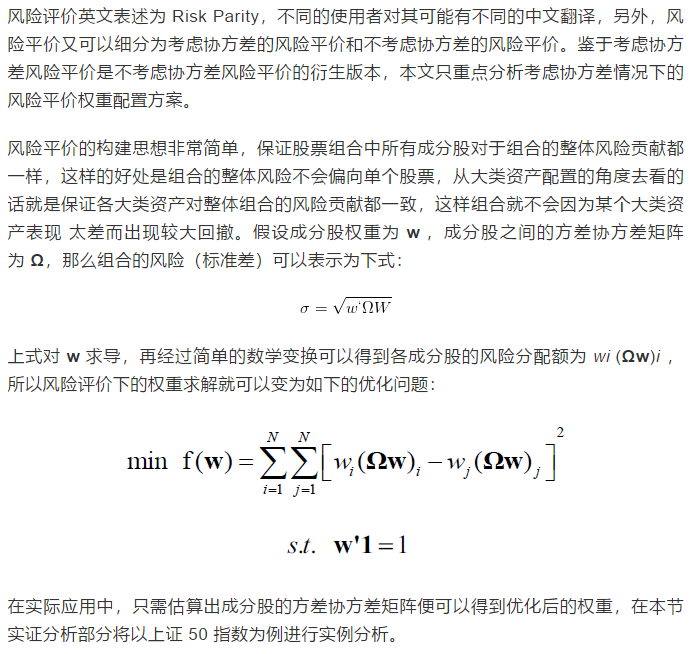 风险评价英文表述为 Risk Parity，不同的使用者对其可能有不同的中文翻译，另外，风
险平价又可以细分为考虑协方差的风险平价和不考虑协方差的风险平价。鉴于考虑协方
差风险平价是不考虑协方差风险平价的衍生版本，本文只重点分析考虑协方差情况下的
风险平价权重配置方案。
风险平价的构建思想非常简单，保证股票组合中所有成分股对于组合的整体风险贡献都
一样，这样的好处是组合的整体风险不会偏向单个股票，从大类资产配置的角度去看的
话就是保证各大类资产对整体组合的风险贡献都一致，这样组合就不会因为某个大类资
产表现 太差而出现较大回撤。假设成分股权重为 w ，成分股之间的方差协方差矩阵
为 Ω，那么组合的风险（标准差）可以表示为下式：
σ = √w‘ΩW
上式对 w 求导，再经过简单的数学变换可以得到各成分股的风险分配额为 wi (Ωw)i ，
所以风险评价下的权重求解就可以变为如下的优化问题：
min f(w) = ∑_{i=1}^{N} ∑_{j=1}^{N} [w_i(Ωw)_i − w_j(Ωw)_j]^2
s.t. w'1 = 1
在实际应用中，只需估算出成分股的方差协方差矩阵便可以得到优化后的权重，在本节
实证分析部分将以上证 50 指数为例进行实例分析。